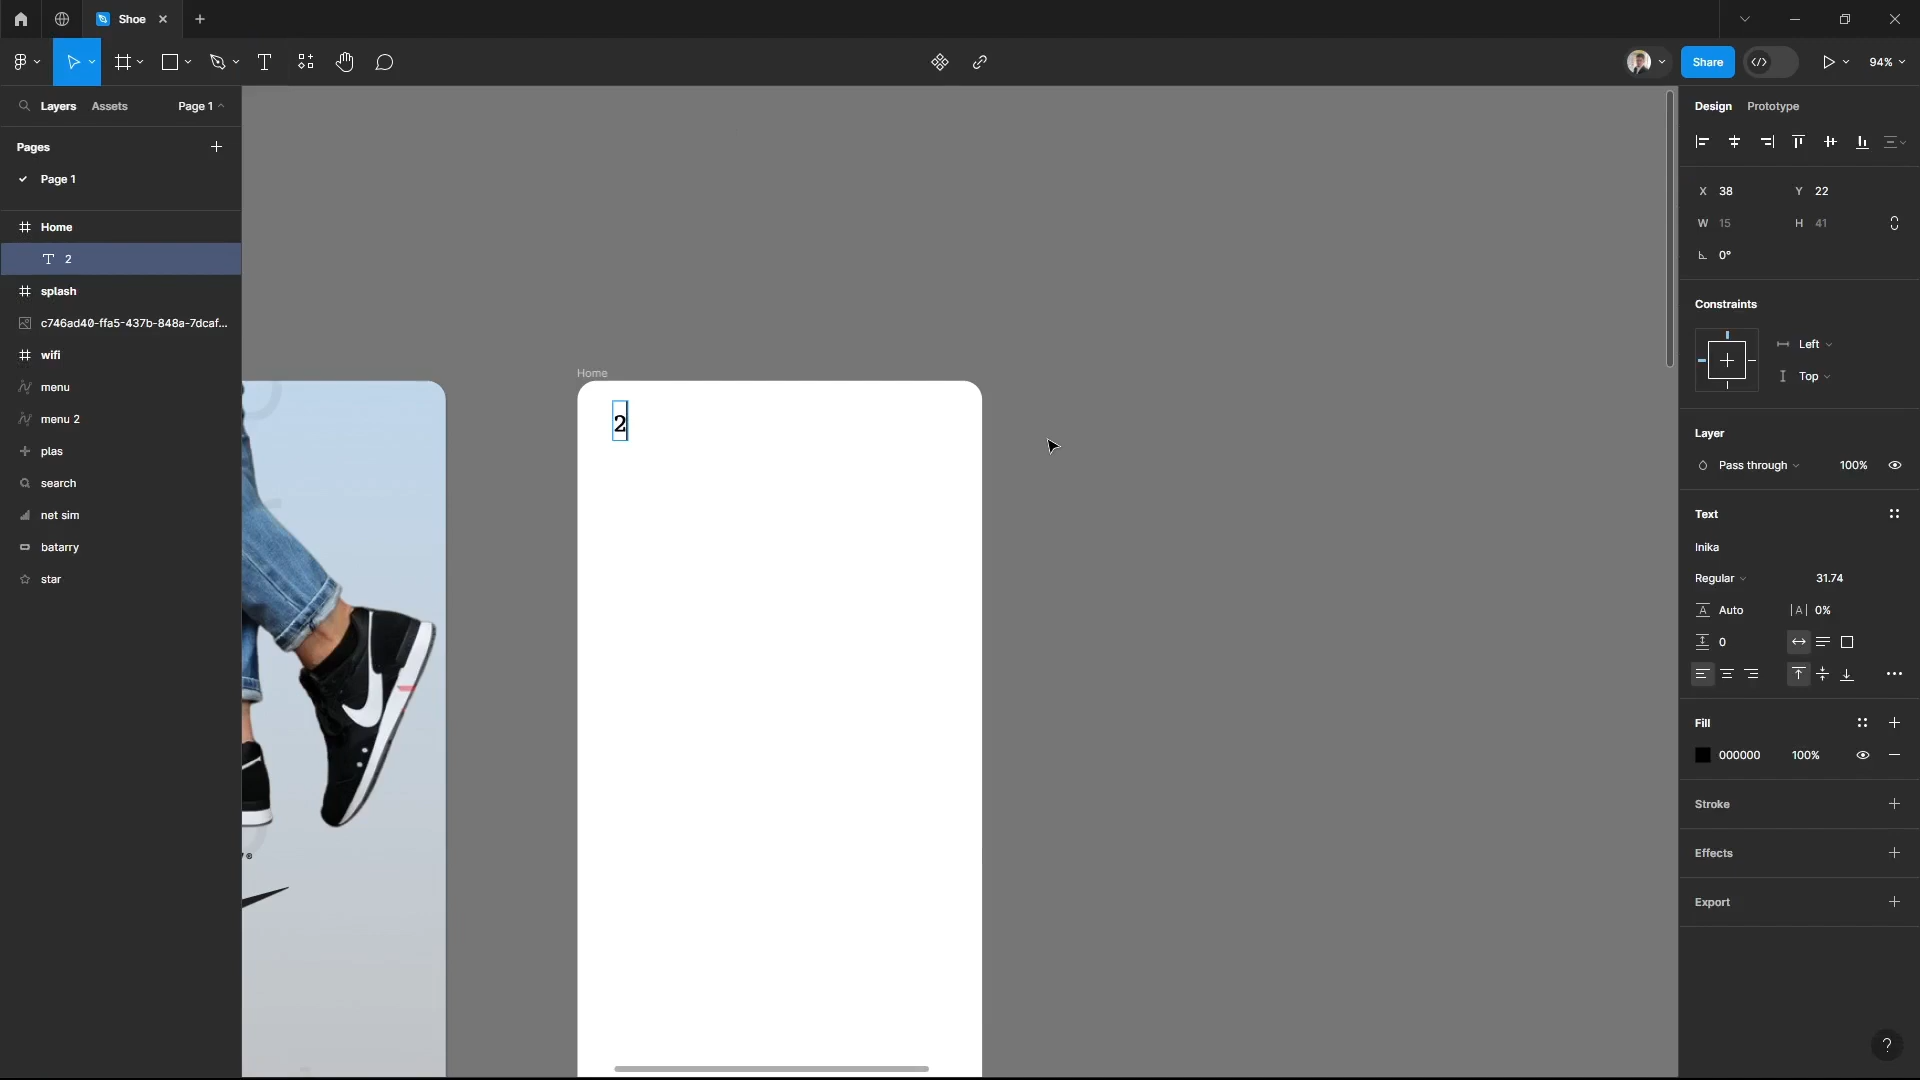 Shoe
Share
94%
Layers
Assets
Page 1
Design
Prototype
Pages
Page 1
X 38
Y 22
Home
W 15
H 41
2
0°
splash
Constraints
c746ad40-ffa5-437b-848a-7dcaf...
Left
wifi
Home
Top
menu
2
menu 2
Layer
plas
Pass through
100%
search
net sim
Text
batarry
Inika
star
Regular
31.74
Auto
0%
0
Fill
000000
100%
Stroke
Effects
Export
?